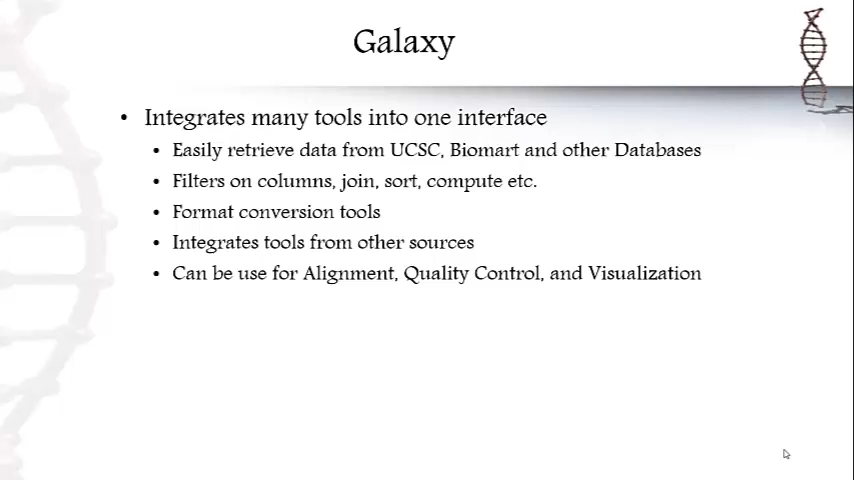 Galaxy
• Integrates many tools into one interface
• Easily retrieve data from UCSC, Biomart and other Databases
• Filters on columns, join, sort, compute etc.
• Format conversion tools
• Integrates tools from other sources
• Can be use for Alignment, Quality Control, and Visualization